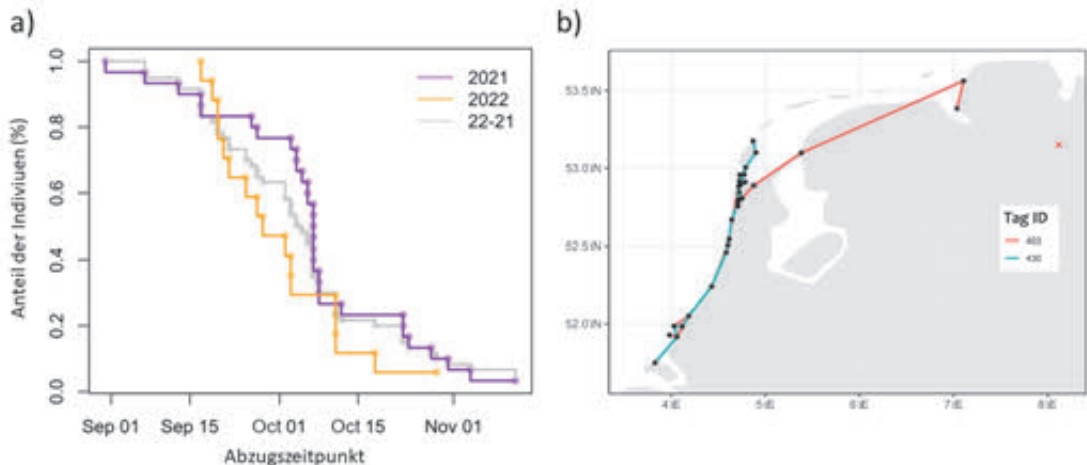 a)
Anteil der Indiviuen (%)
1.0
0.8
0.6
0.4
0.2
0.0
2021
2022
22-21
Sep 01 Sep 15 Oct 01 Oct 15 Nov 01
Abzugszeitpunkt
b)
53.5°N
53.0°N
52.5°N
52.0°N
Tag ID
430
4°E 5°E 6°E 7°E 8°E